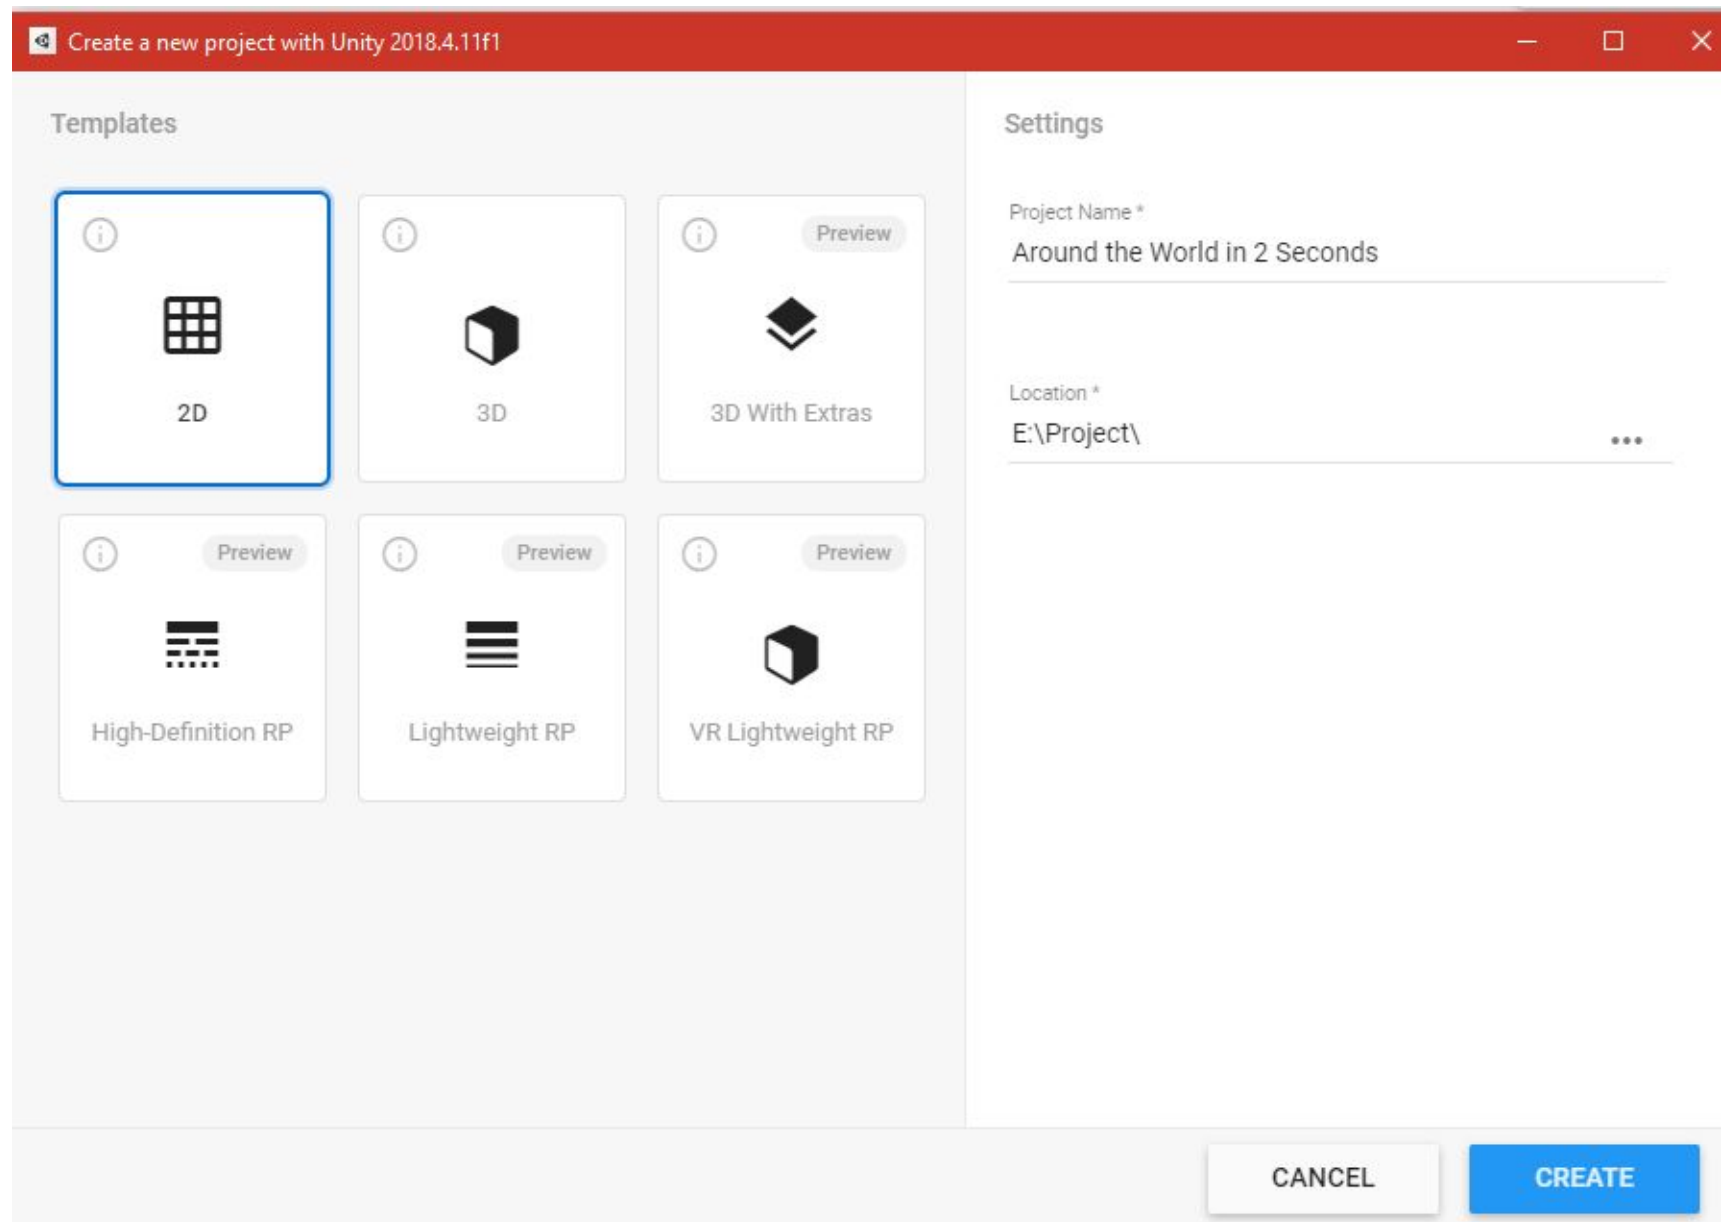 Create a new project with Unity 2018.4.11f1
Templates
2D
3D
Preview
3D With Extras
Preview
High-Definition RP
Preview
Lightweight RP
Preview
VR Lightweight RP
Settings
Project Name *
Around the World in 2 Seconds
Location *
E:\Project\
CANCEL
CREATE